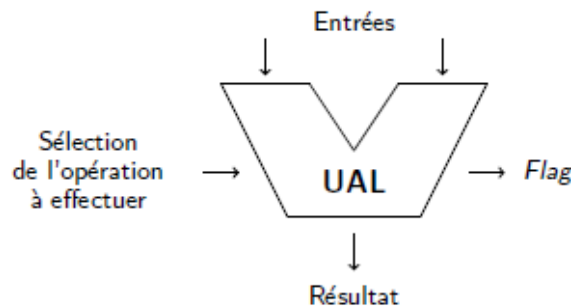 Entrées
Sélection
de l'opération
à effectuer
UAL
Flag
Résultat